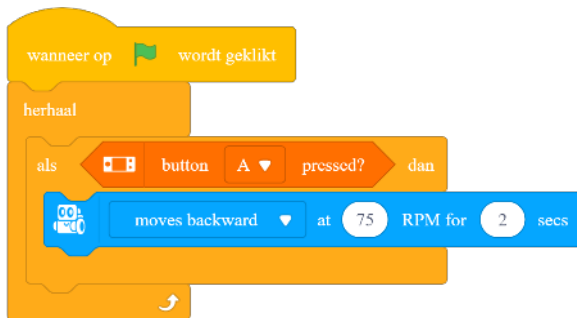 wanneer op wordt geklikt
herhaal
als button A pressed? dan
moves backward at 75 RPM for 2 secs